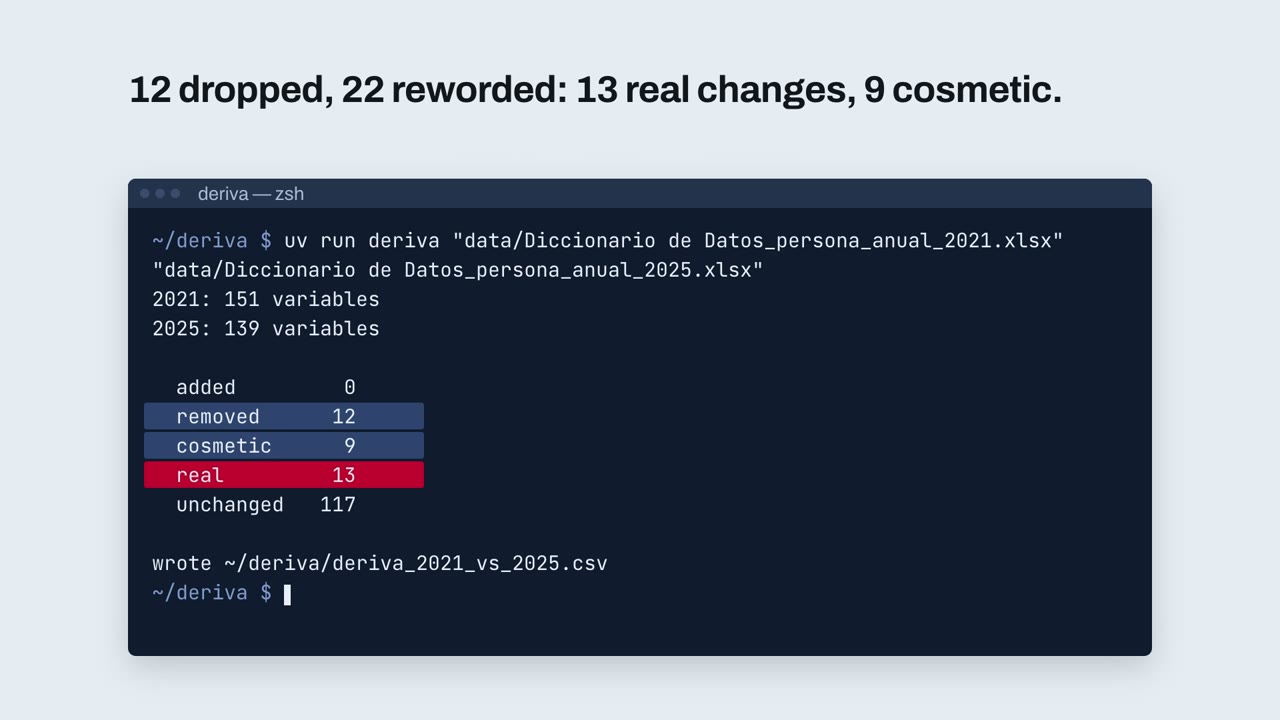 12 dropped, 22 reworded: 13 real changes, 9 cosmetic.
deriva — zsh
~/deriva $ uv run deriva "data/Diccionario de Datos_persona_anual_2021.xlsx"
"data/Diccionario de Datos_persona_anual_2025.xlsx"
2021: 151 variables
2025: 139 variables
added 0
removed 12
cosmetic 9
real 13
unchanged 117
wrote ~/deriva/deriva_2021_vs_2025.csv
~/deriva $